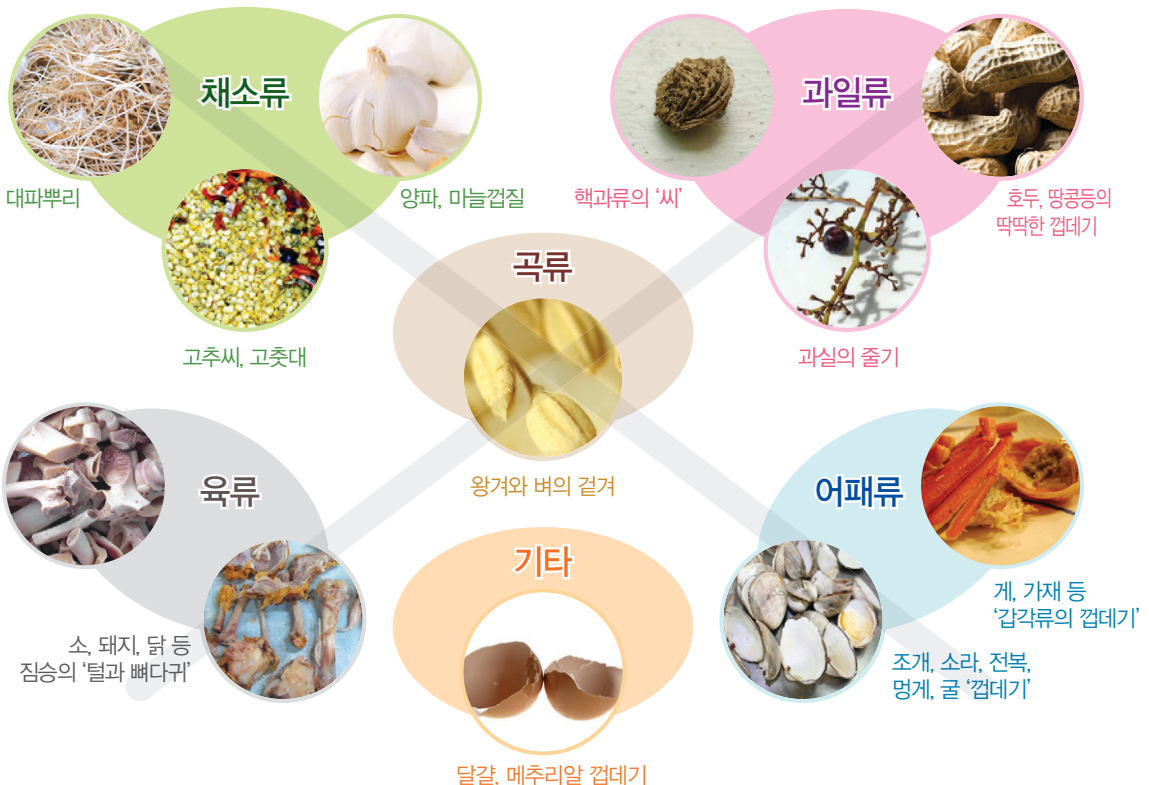 채소류
대파뿌리
양파, 마늘껍질
고추씨, 고춧대
과일류
핵과류의 ‘씨’
호두, 땅콩등의
딱딱한 껍데기
과실의 줄기
곡류
왕겨와 벼의 겉겨
육류
소, 돼지, 닭 등
짐승의 ‘털과 뼈다귀’
기타
달걀, 메추리알 껍데기
어패류
게, 가재 등
‘갑각류의 껍데기’
조개, 소라, 전복,
멍게, 굴 ‘껍데기’